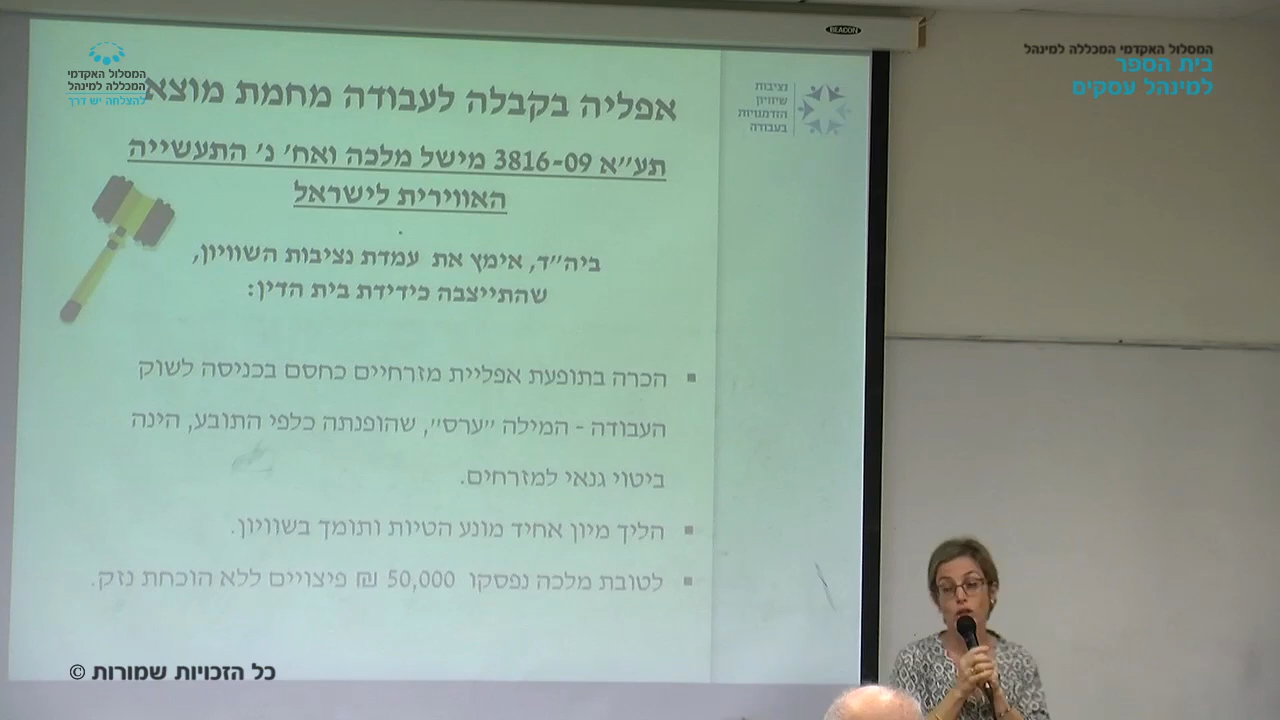 BEACON
המסלול האקדמי המכללה למינהל
בית הספר
למינהל עסקים
המסלול האקדמי
המכללה למינהל
להצלחה יש דרך
נציבות
שיוויון
הזדמנויות
בעבודה
אפליה בקבלה לעבודה מחמת מוצא
תע״א 3816-09 מישל מלכה ואח׳ נ׳ התעשייה
האווירית לישראל
ביה״ד, אימץ את עמדת נציבות השוויון,
שהתייצבה כידידת בית הדין:
▪ הכרה בתופעת אפליית מזרחיים כחסם בכניסה לשוק
העבודה - המילה ״ערס״, שהופנתה כלפי התובע, הינה
ביטוי גנאי למזרחים.
▪ הליך מיון אחיד מונע הטיות ותומך בשוויון.
▪ לטובת מלכה נפסקו 50,000 ₪ פיצויים ללא הוכחת נזק.
כל הזכויות שמורות ©